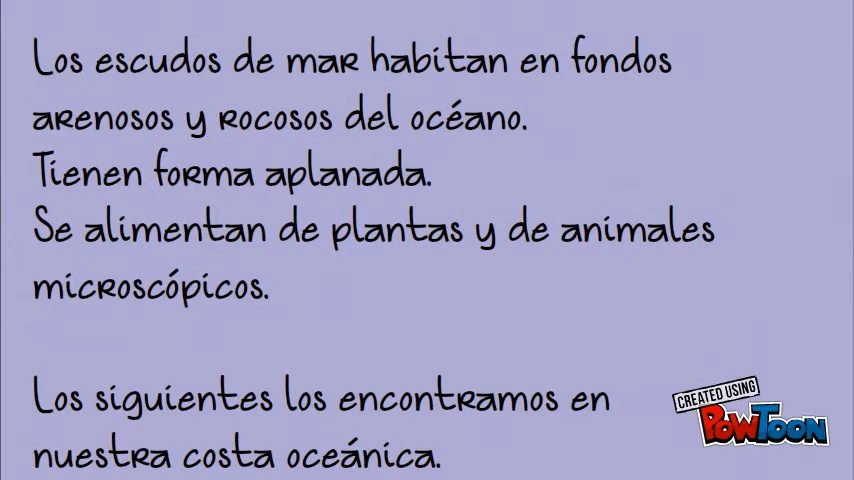 Los escudos de mar habitan en fondos
arenosos y rocosos del océano.
Tienen forma aplanada.
Se alimentan de plantas y de animales
microscópicos.
Los siguientes los encontramos en
nuestra costa oceánica.
CREATED USING
POWTOON